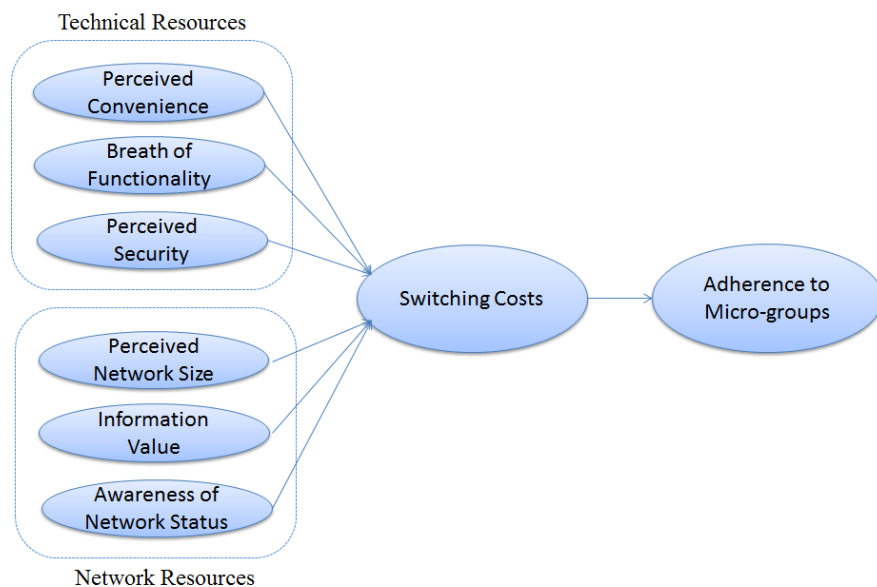 Technical Resources
Perceived
Convenience
Breath of
Functionality
Perceived
Security
Switching Costs
Adherence to
Micro-groups
Perceived
Network Size
Information
Value
Awareness of
Network Status
Network Resources